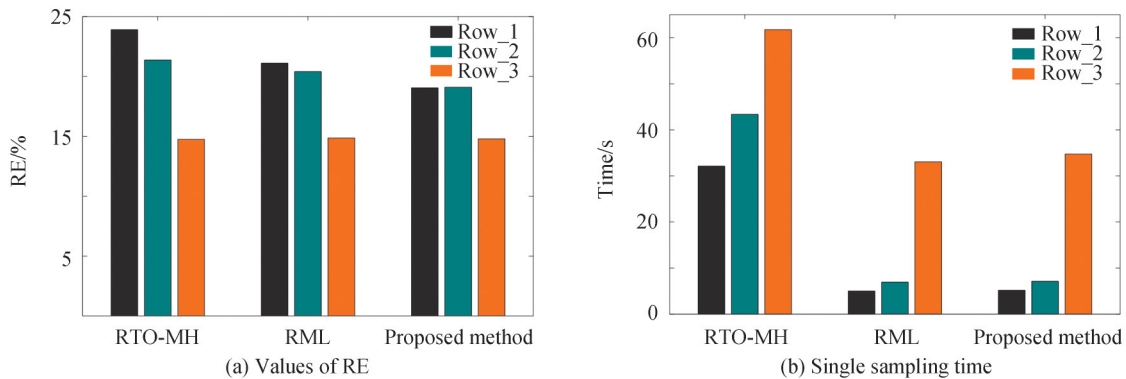 25
15
5
RE/%
Row_1
Row_2
Row_3
RTO-MH RML Proposed method
(a) Values of RE
60
40
20
0
Time/s
Row_1
Row_2
Row_3
RTO-MH RML Proposed method
(b) Single sampling time